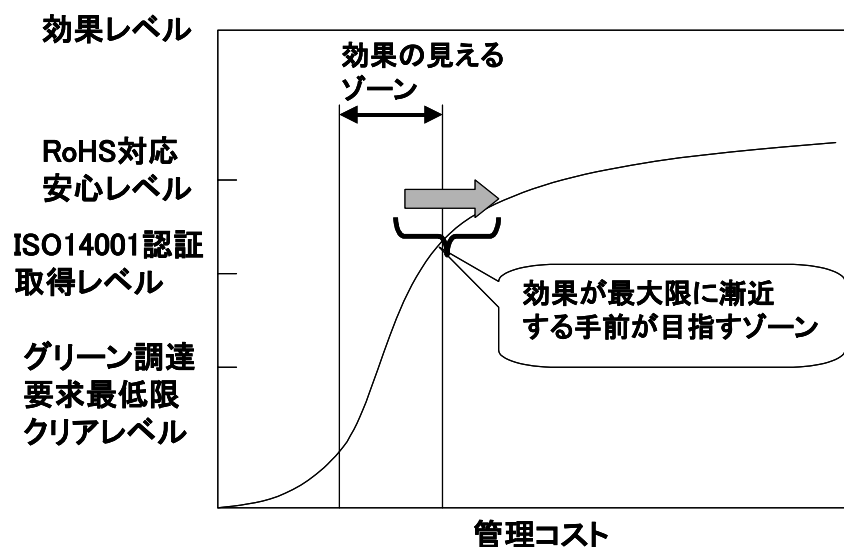 効果レベル
効果の見える
ゾーン
RoHS対応
安心レベル
ISO14001認証
取得レベル
効果が最大限に漸近
する手前が目指すゾーン
グリーン調達
要求最低限
クリアレベル
管理コスト